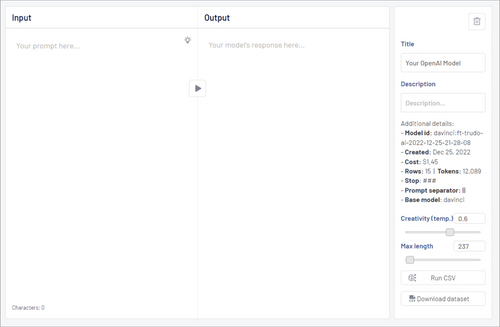 Input
Output
Your prompt here...
Your model's response here...
Characters: 0
Title
Your OpenAI Model
Description
Description...
Additional details:
- Model id: davinci:ft-trudo-
ai-2022-12-25-21-28-08
- Created: Dec 25, 2022
- Cost: $1,45
- Rows: 15 | Tokens: 12,089
- Stop: ###
- Prompt separator: ||
- Base model: davinci
Creativity (temp.) 0.6
Max length 237
Run CSV
Download dataset